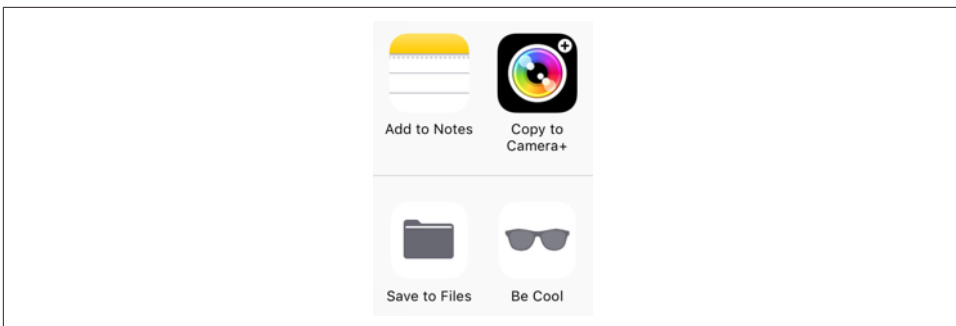 Add to Notes
Copy to
Camera+
Save to Files
Be Cool